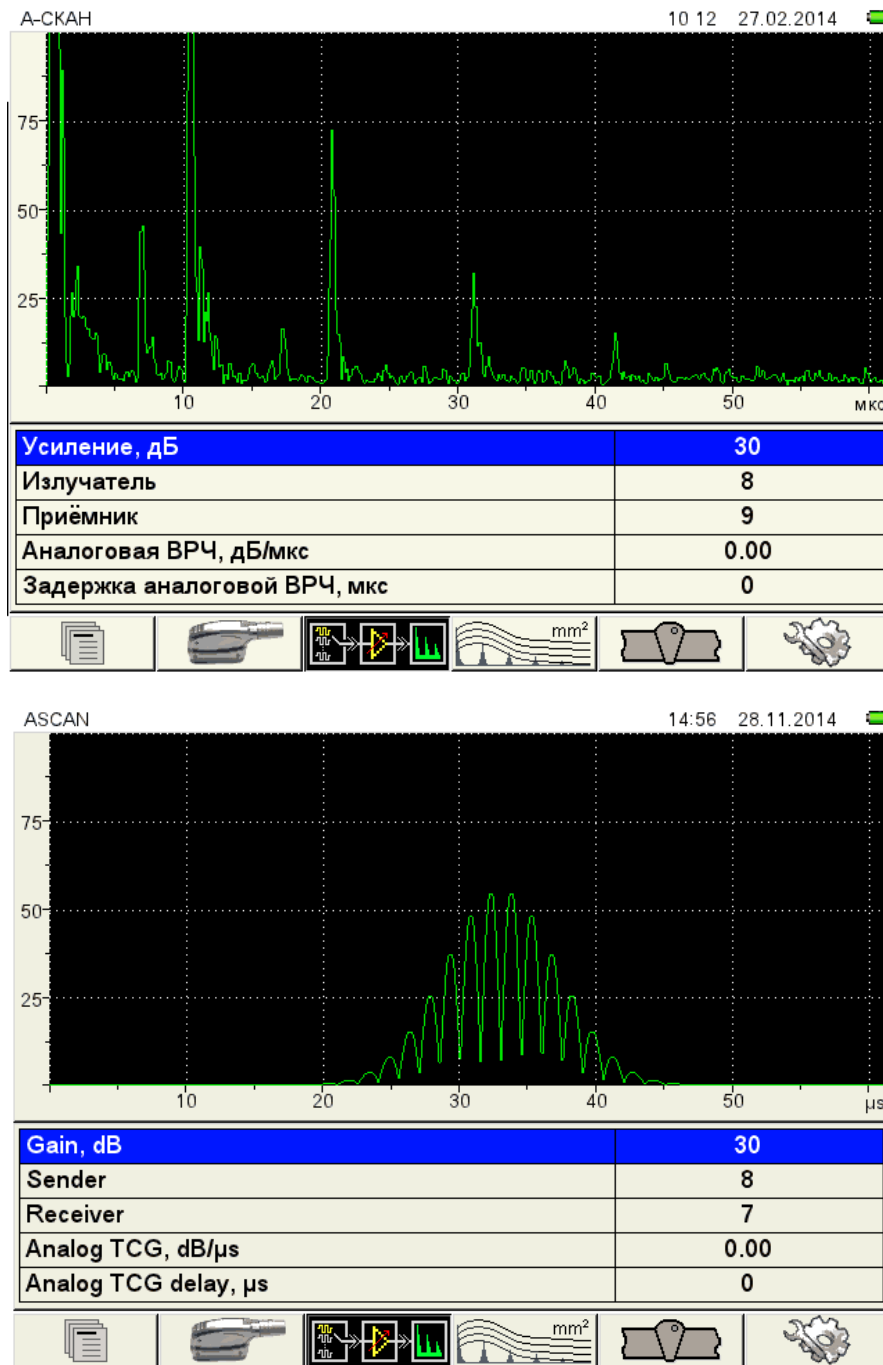 А-СКАН 10 12 27.02.2014
75
50
25
10 20 30 40 50 мкс
Усиление, дБ 30
Излучатель 8
Приёмник 9
Аналоговая ВРЧ, дБ/мкс 0.00
Задержка аналоговой ВРЧ, мкс 0
mm²
ASCAN 14:56 28.11.2014
75
50
25
10 20 30 40 50 µs
Gain, dB 30
Sender 8
Receiver 7
Analog TCG, dB/µs 0.00
Analog TCG delay, µs 0
mm²